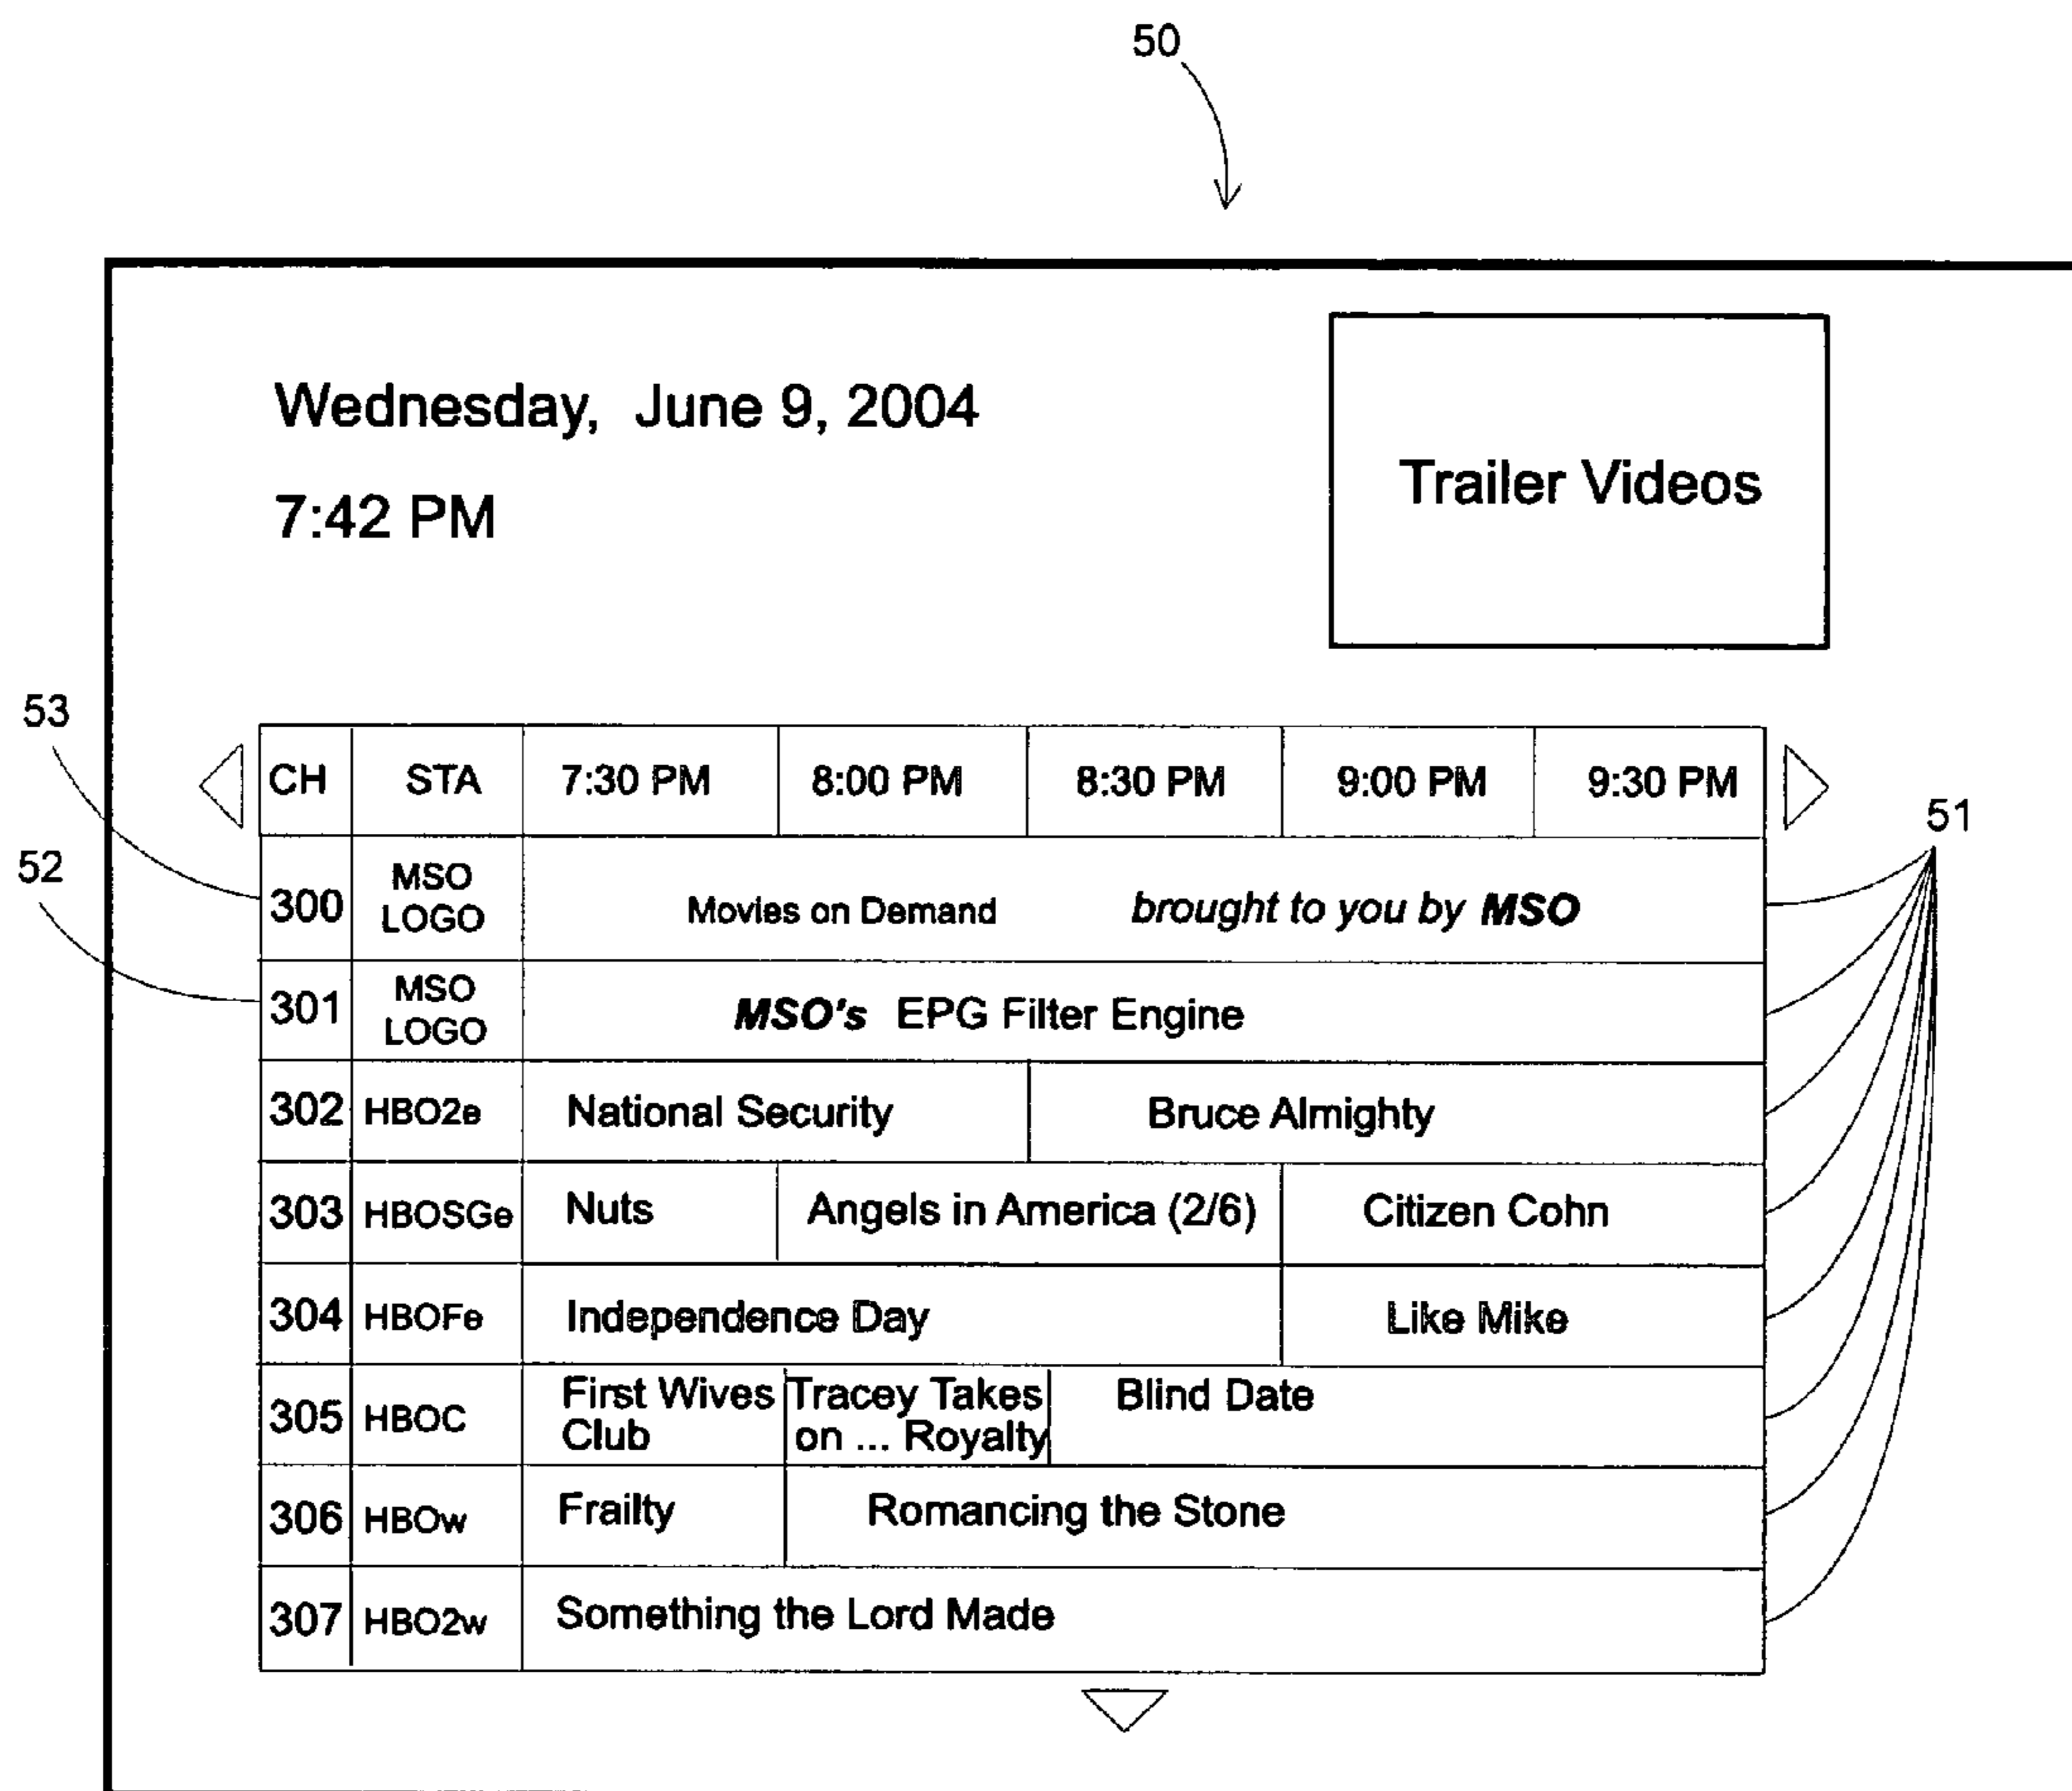 50
Wednesday, June 9, 2004
7:42 PM
Trailer Videos
53
52
51
CH STA 7:30 PM 8:00 PM 8:30 PM 9:00 PM 9:30 PM
300 MSO LOGO Movies on Demand brought to you by MSO
301 MSO LOGO MSO's EPG Filter Engine
302 HBO2e National Security Bruce Almighty
303 HBOSGe Nuts Angels in America (2/6) Citizen Cohn
304 HBOFe Independence Day Like Mike
305 HBOC First Wives Club Tracey Takes on ... Royalty Blind Date
306 HBOw Frailty Romancing the Stone
307 HBO2w Something the Lord Made